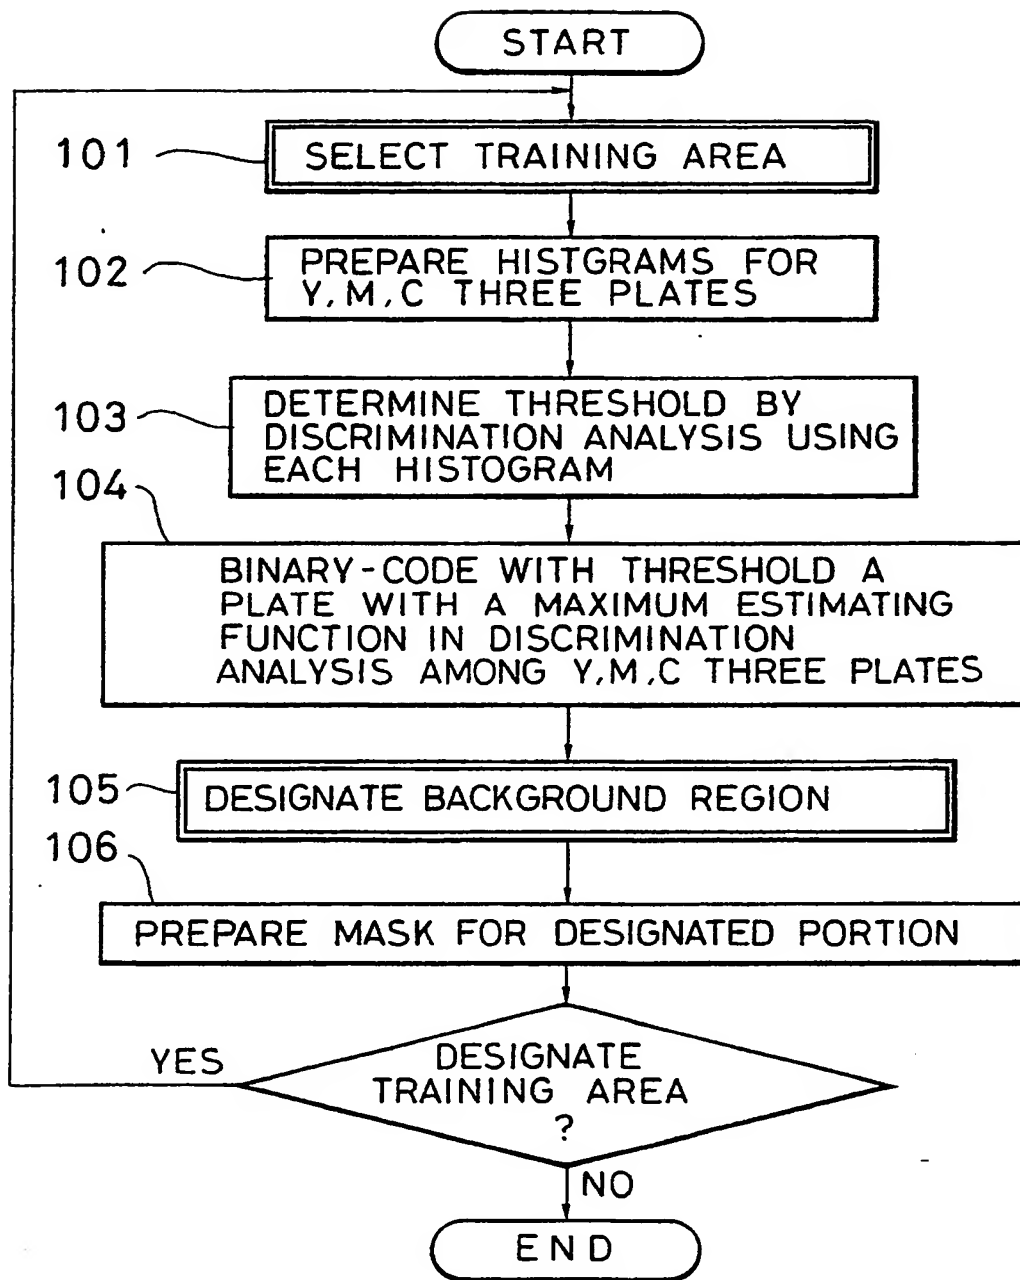 START
101
SELECT TRAINING AREA
102
PREPARE HISTGRAMS FOR
Y, M, C THREE PLATES
103
DETERMINE THRESHOLD BY
DISCRIMINATION ANALYSIS USING
EACH HISTOGRAM
104
BINARY-CODE WITH THRESHOLD A
PLATE WITH A MAXIMUM ESTIMATING
FUNCTION IN DISCRIMINATION
ANALYSIS AMONG Y, M, C THREE PLATES
105
DESIGNATE BACKGROUND REGION
106
PREPARE MASK FOR DESIGNATED PORTION
YES
DESIGNATE
TRAINING AREA
?
NO
END